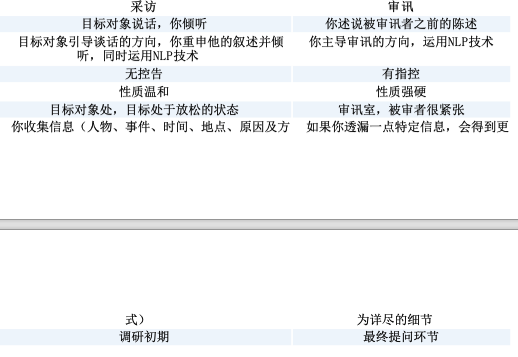 采访 审讯
目标对象说话，你倾听 你述说被审讯者之前的陈述
目标对象引导谈话的方向，你重申他的叙述并倾 你主导审讯的方向，运用NLP技术
听，同时运用NLP技术
无控告 有指控
性质温和 性质强硬
目标对象处，目标处于放松的状态 审讯室，被审者很紧张
你收集信息（人物、事件、时间、地点、原因及方 如果你透漏一点特定信息，会得到更
式） 为详尽的细节
调研初期 最终提问环节